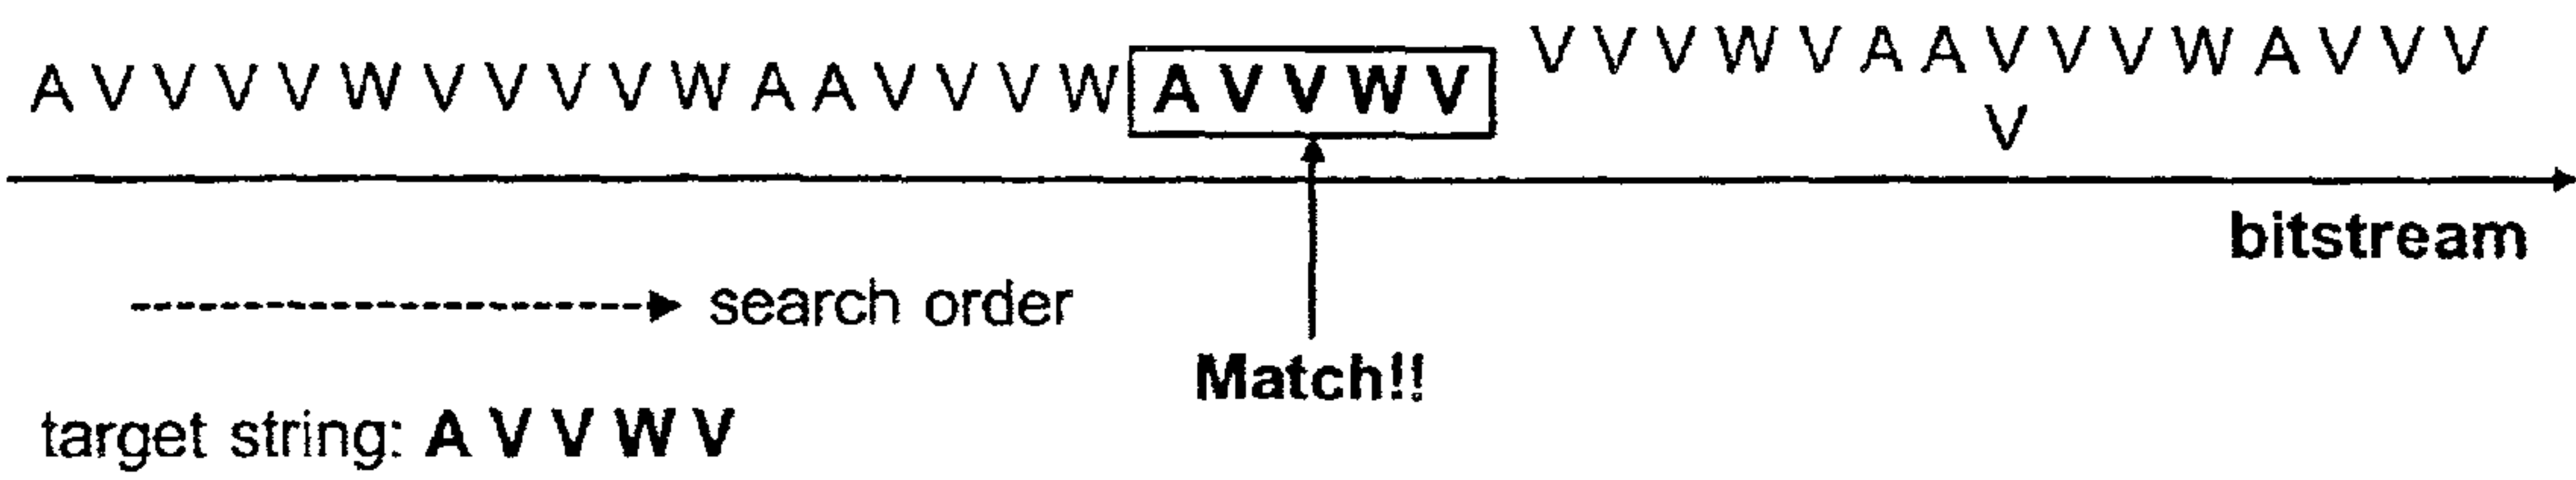 A V V V V W V V V V W A A V V V W A V V W V V V V W V A A V V V W A V V V
V
bitstream
search order
Match!!
target string: A V V W V